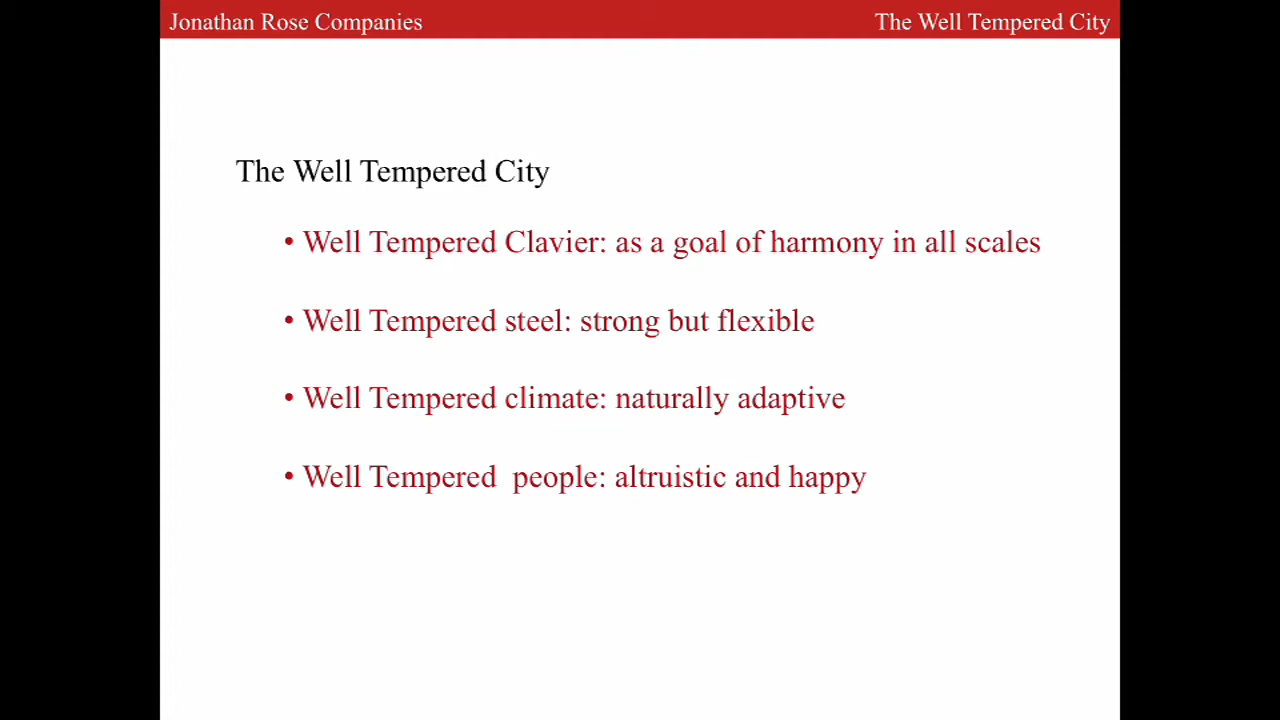 Jonathan Rose Companies The Well Tempered City
The Well Tempered City
• Well Tempered Clavier: as a goal of harmony in all scales
• Well Tempered steel: strong but flexible
• Well Tempered climate: naturally adaptive
• Well Tempered  people: altruistic and happy